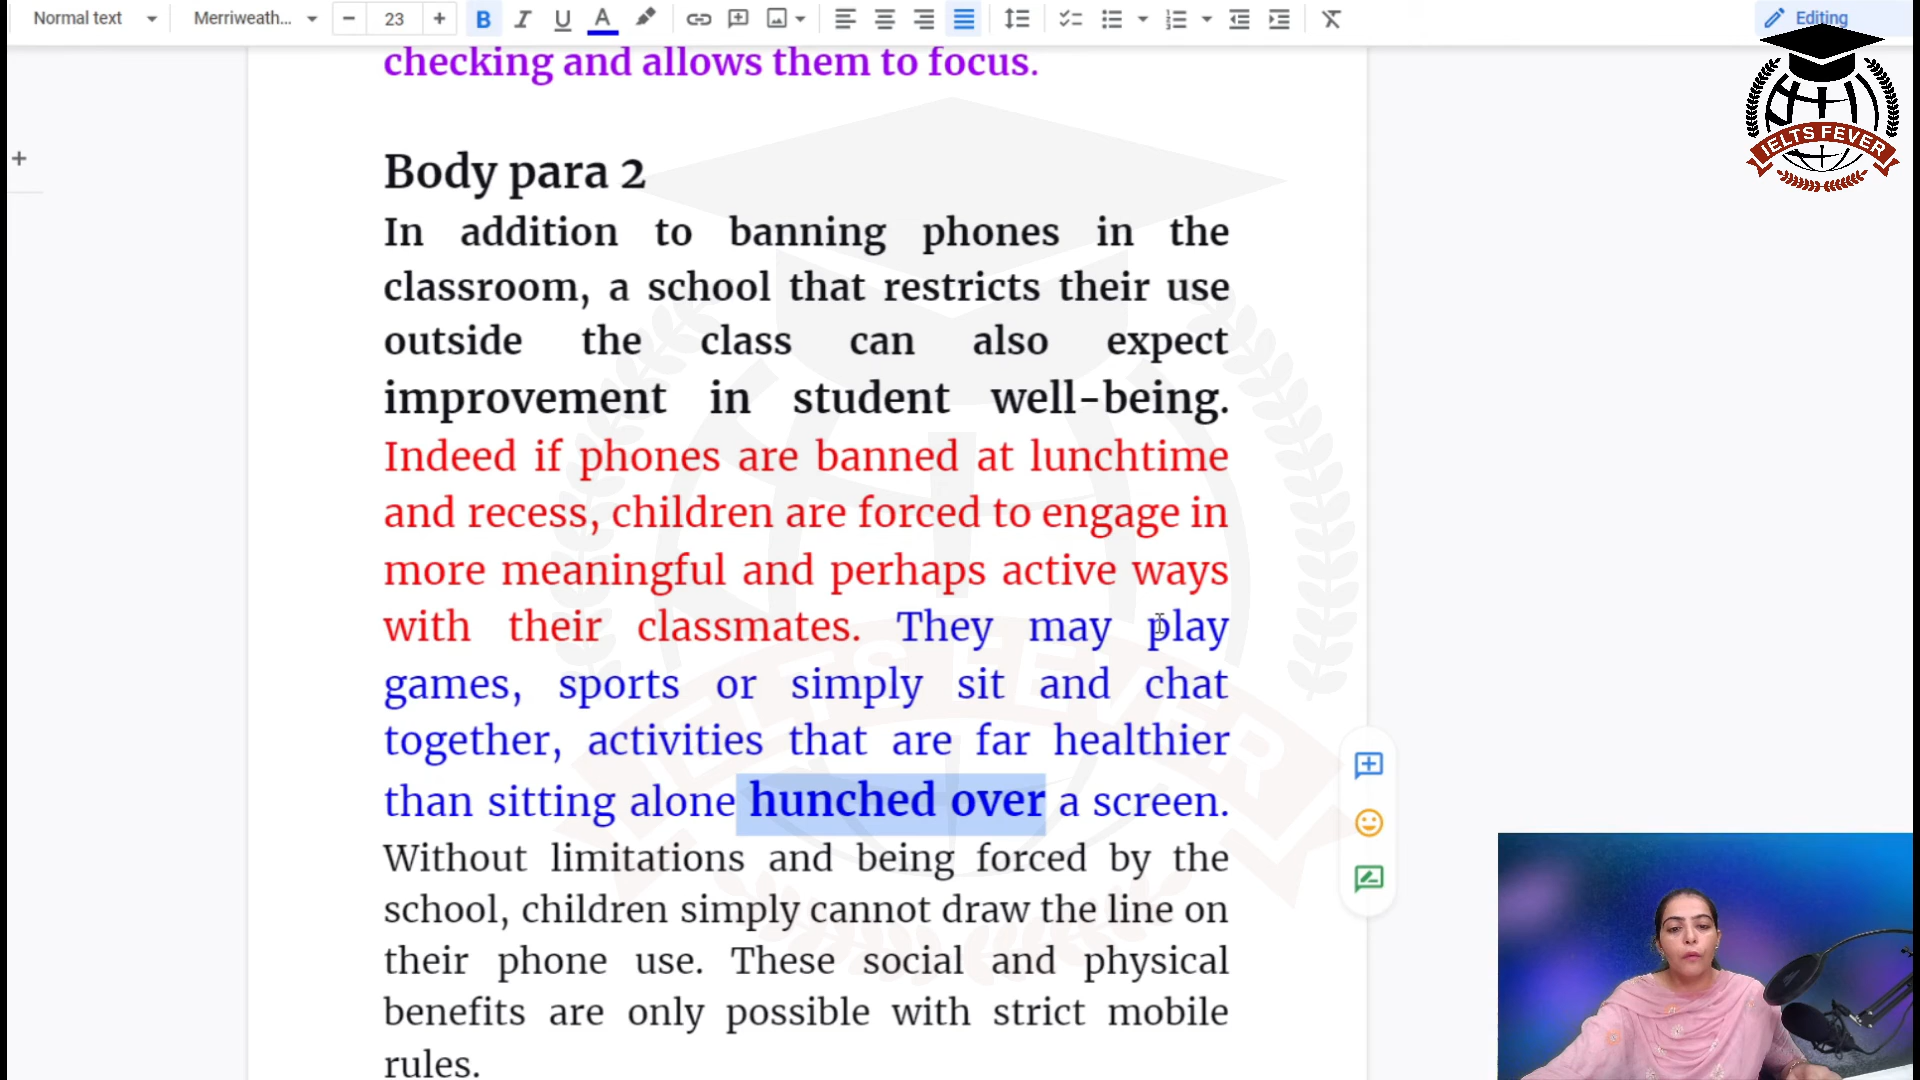 Normal text
Merriweath...
23
B
I
U
A
Editing
IELTS FEVER
checking and allows them to focus.
Body para 2
In addition to banning phones in the
classroom, a school that restricts their use
outside the class can also expect
improvement in student well-being.
Indeed if phones are banned at lunchtime
and recess, children are forced to engage in
more meaningful and perhaps active ways
with their classmates. They may play
games, sports or simply sit and chat
together, activities that are far healthier
than sitting alone hunched over a screen.
Without limitations and being forced by the
school, children simply cannot draw the line on
their phone use. These social and physical
benefits are only possible with strict mobile
rules.
IELTS FEVER